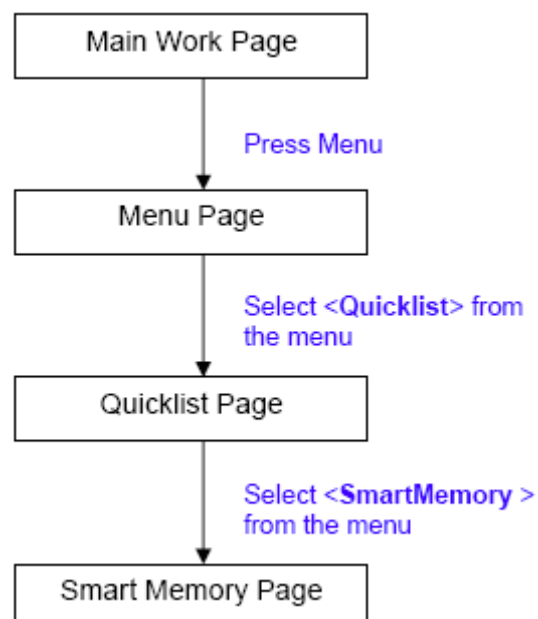 Main Work Page
Press Menu
Menu Page
Select <Quicklist> from
the menu
Quicklist Page
Select <SmartMemory >
from the menu
Smart Memory Page